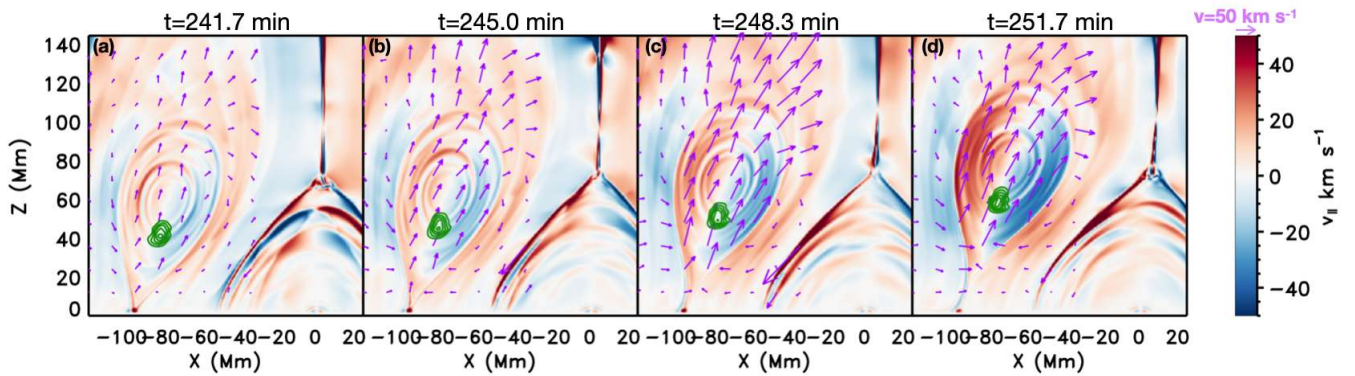 t=241.7 min
t=245.0 min
t=248.3 min
t=251.7 min
v=50 km s⁻¹
(a)
(b)
(c)
(d)
140
120
100
80
60
40
20
0
Z (Mm)
−100−80−60−40−20 0 20
−100−80−60−40−20 0 20
−100−80−60−40−20 0 20
−100−80−60−40−20 0 20
X (Mm)
X (Mm)
X (Mm)
X (Mm)
40
20
0
−20
−40
v∥ km s⁻¹